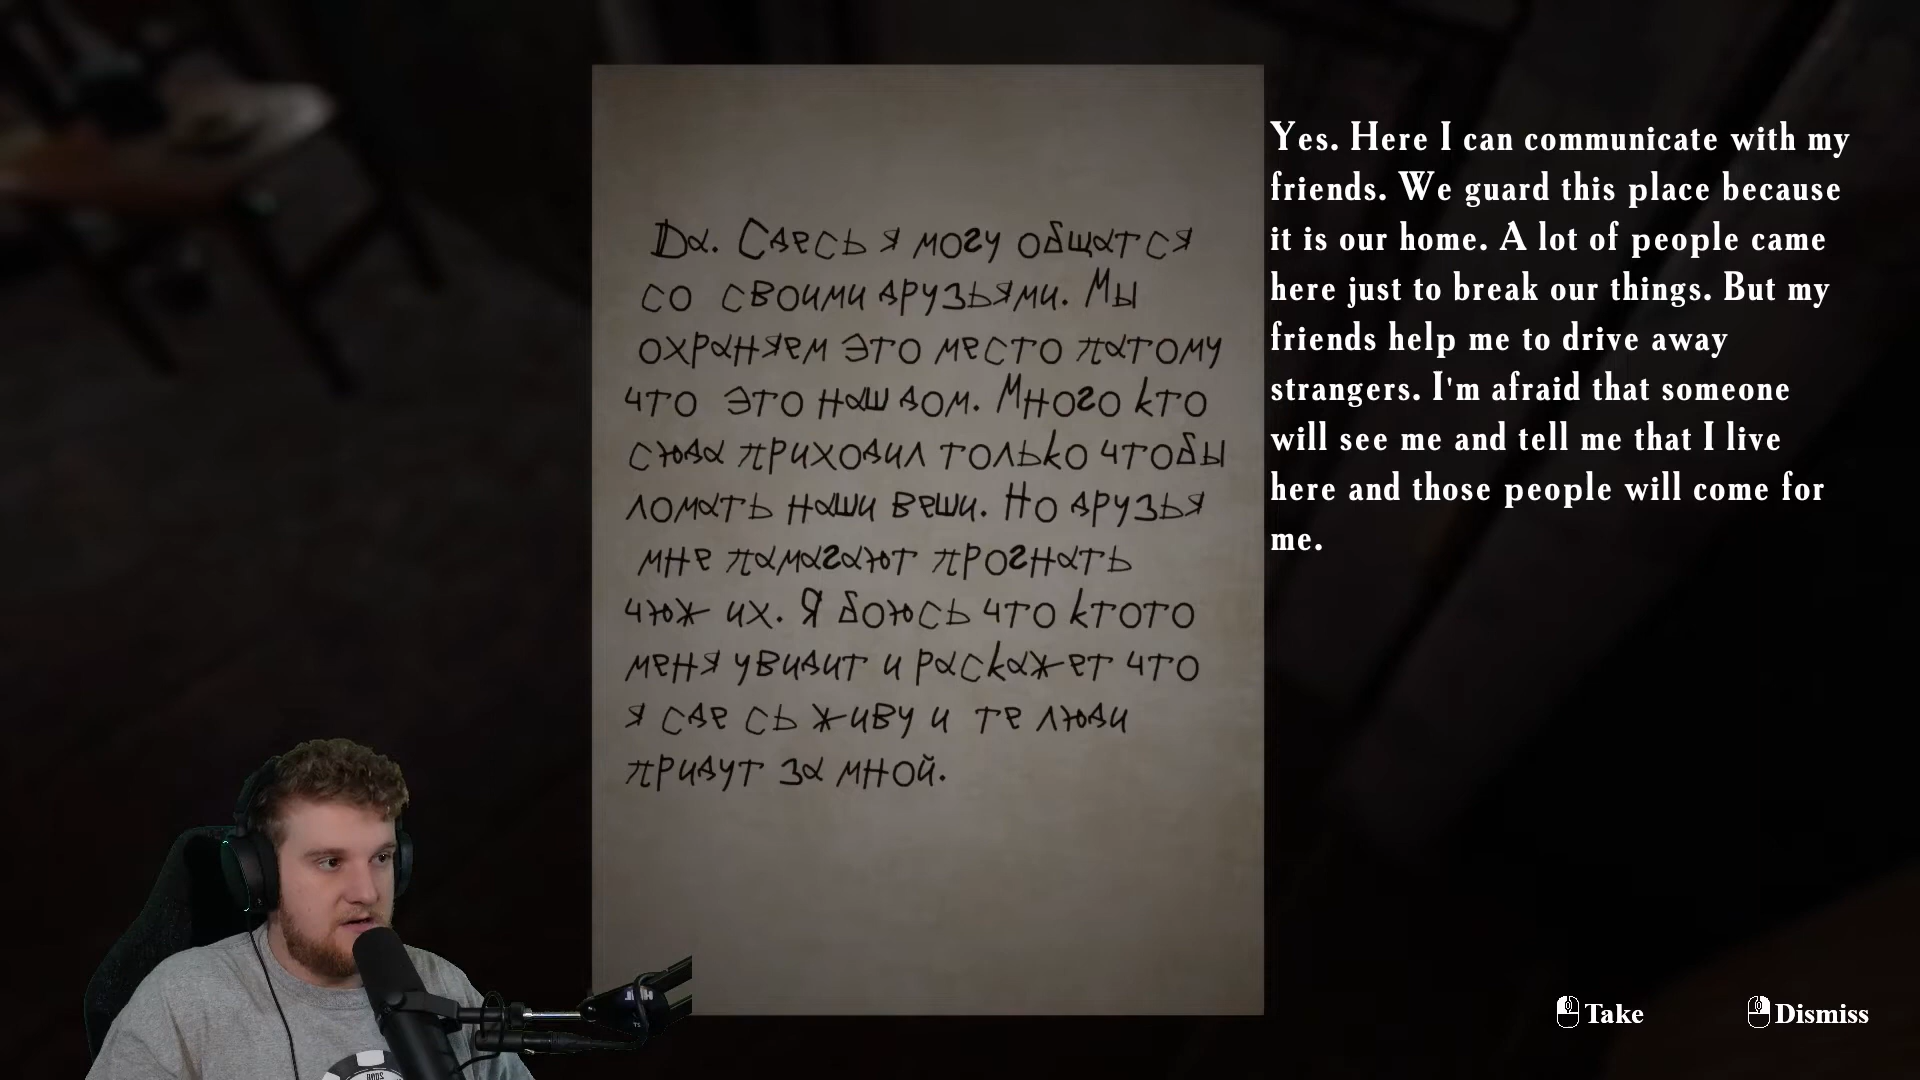 Да. Сдесь я могу общатся
со своими друзьями. Мы
охраняем это место патому
что это наш дом. Много кто
сюда приходил только чтобы
ломать наши веши. Но друзья
мне памагают прогнать
чюж их. Я боюсь что ктото
меня увидит и раскажет что
я сде сь живу и те люди
придут за мной.
Yes. Here I can communicate with my
friends. We guard this place because
it is our home. A lot of people came
here just to break our things. But my
friends help me to drive away
strangers. I'm afraid that someone
will see me and tell me that I live
here and those people will come for
me.
Take
Dismiss